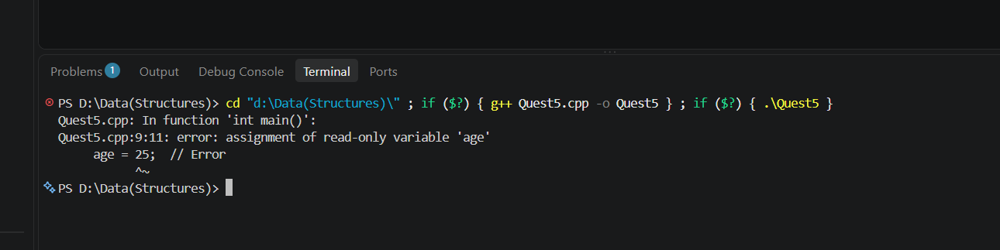 Problems 1 Output Debug Console Terminal Ports
PS D:\Data(Structures)> cd "d:\Data(Structures)\" ; if ($?) { g++ Quest5.cpp -o Quest5 } ; if ($?) { .\Quest5 }
Quest5.cpp: In function 'int main()':
Quest5.cpp:9:11: error: assignment of read-only variable 'age'
     age = 25;  // Error
           ^~
PS D:\Data(Structures)>